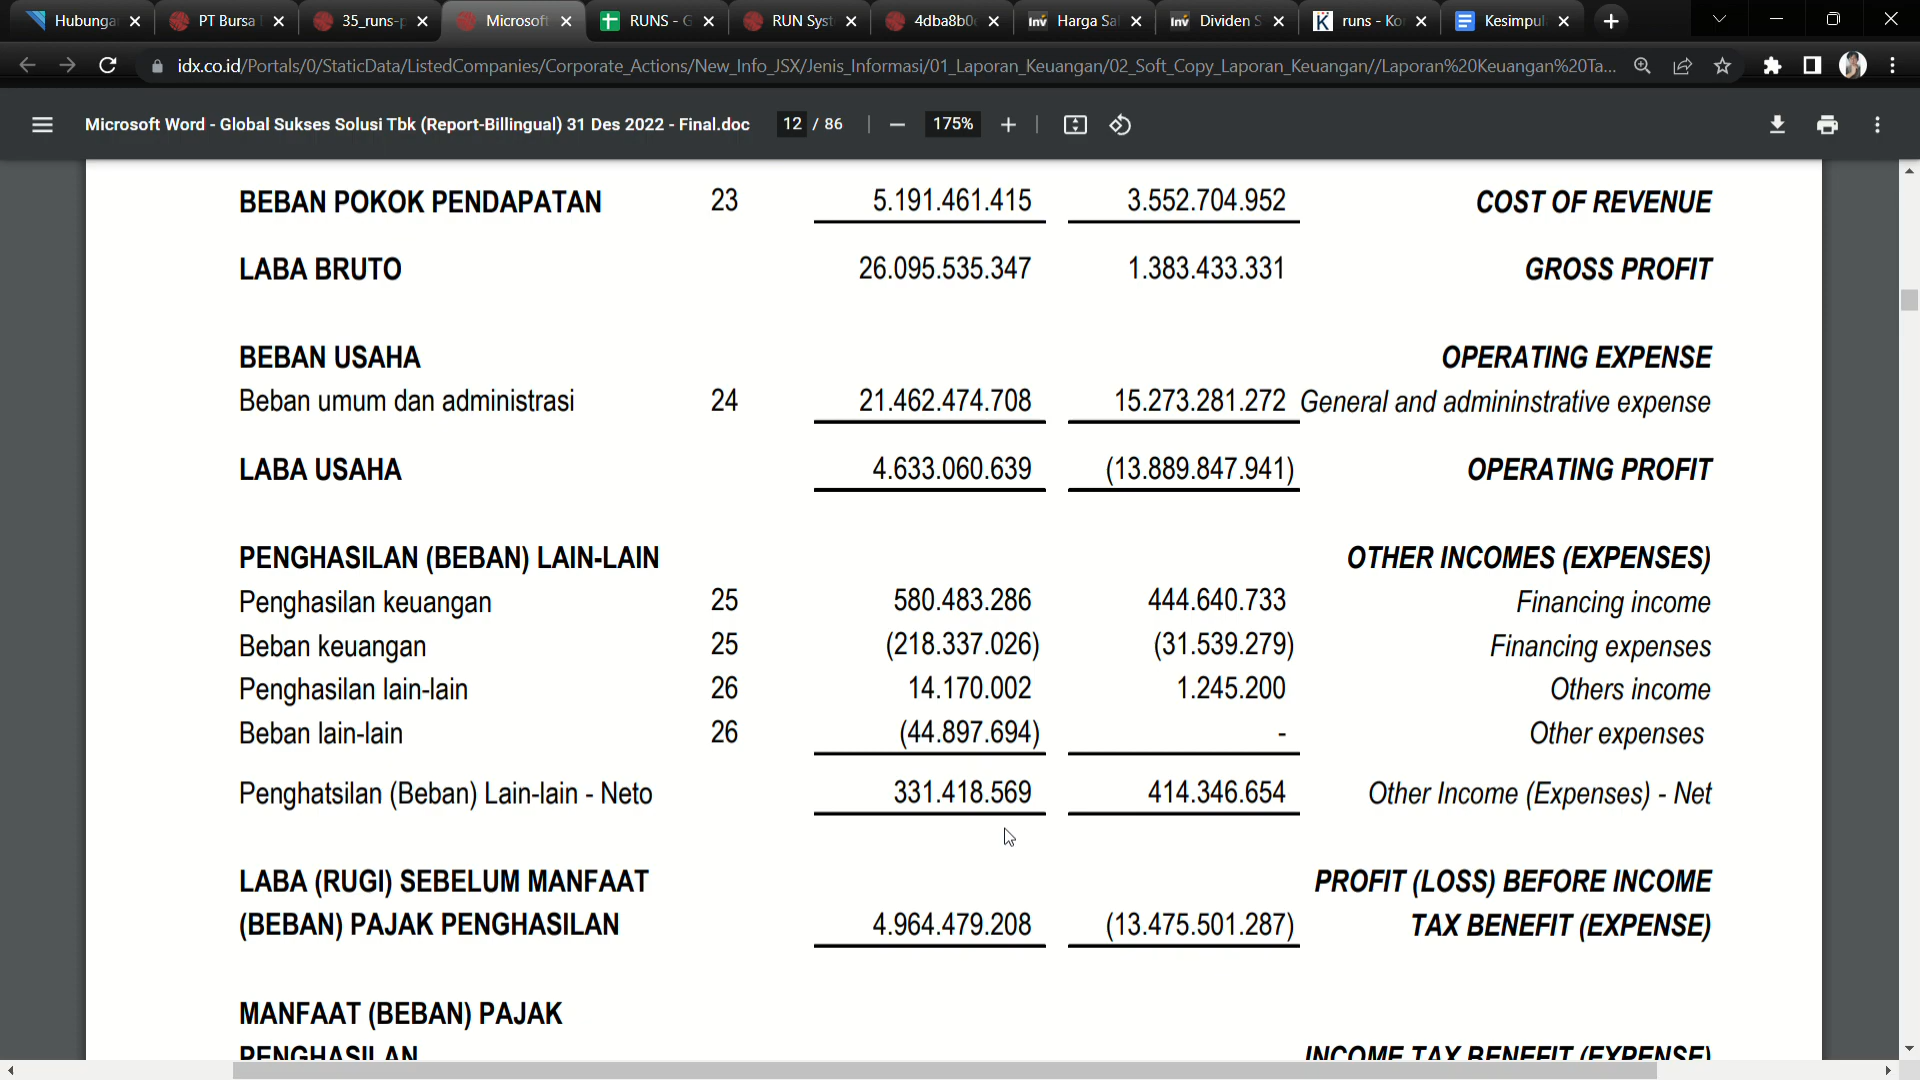 Hubunga PT Bursa 35_runs-p Microsoft RUNS - G RUN Syst 4dba8b0 Harga Sa Dividen S runs - Ko Kesimpul
idx.co.id/Portals/0/StaticData/ListedCompanies/Corporate_Actions/New_Info_JSX/Jenis_Informasi/01_Laporan_Keuangan/02_Soft_Copy_Laporan_Keuangan//Laporan%20Keuangan%20Ta...
Microsoft Word - Global Sukses Solusi Tbk (Report-Billingual) 31 Des 2022 - Final.doc 12 / 86 175%
BEBAN POKOK PENDAPATAN 23 5.191.461.415 3.552.704.952 COST OF REVENUE
LABA BRUTO 26.095.535.347 1.383.433.331 GROSS PROFIT
BEBAN USAHA OPERATING EXPENSE
Beban umum dan administrasi 24 21.462.474.708 15.273.281.272 General and admininstrative expense
LABA USAHA 4.633.060.639 (13.889.847.941) OPERATING PROFIT
PENGHASILAN (BEBAN) LAIN-LAIN OTHER INCOMES (EXPENSES)
Penghasilan keuangan 25 580.483.286 444.640.733 Financing income
Beban keuangan 25 (218.337.026) (31.539.279) Financing expenses
Penghasilan lain-lain 26 14.170.002 1.245.200 Others income
Beban lain-lain 26 (44.897.694) - Other expenses
Penghatsilan (Beban) Lain-lain - Neto 331.418.569 414.346.654 Other Income (Expenses) - Net
LABA (RUGI) SEBELUM MANFAAT PROFIT (LOSS) BEFORE INCOME
(BEBAN) PAJAK PENGHASILAN 4.964.479.208 (13.475.501.287) TAX BENEFIT (EXPENSE)
MANFAAT (BEBAN) PAJAK
PENGHASILAN INCOME TAX BENEFIT (EXPENSE)